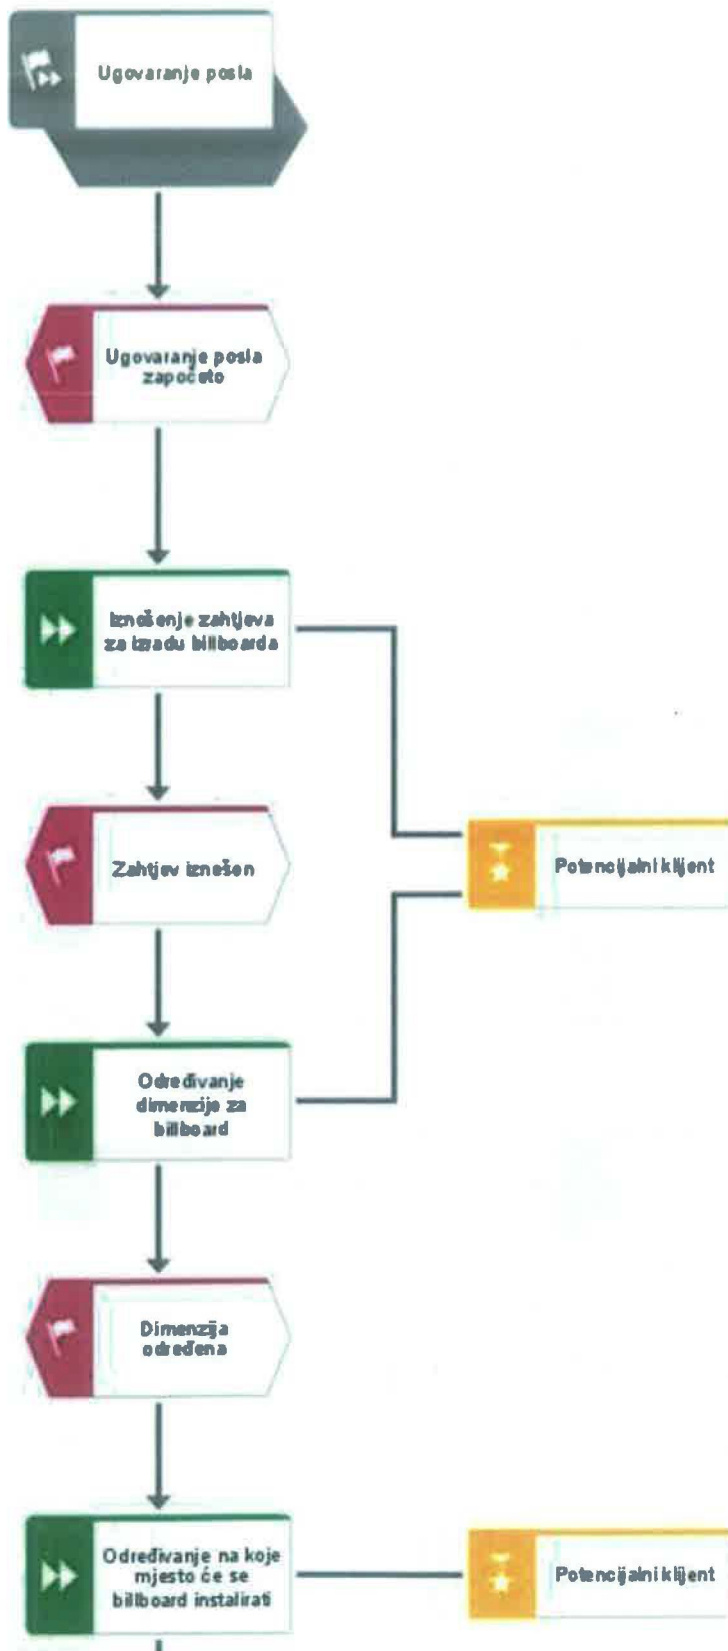 Ugovaranje posla
Ugovaranje posla
započeto
Iznošenje zahtjeva
za izradu billboarda
Zahtjev iznešen
Potencijalni klijent
Određivanje
dimenzije za
billboard
Dimenzija
određena
Određivanje na koje
mjesto će se
billboard instalirati
Potencijalni klijent